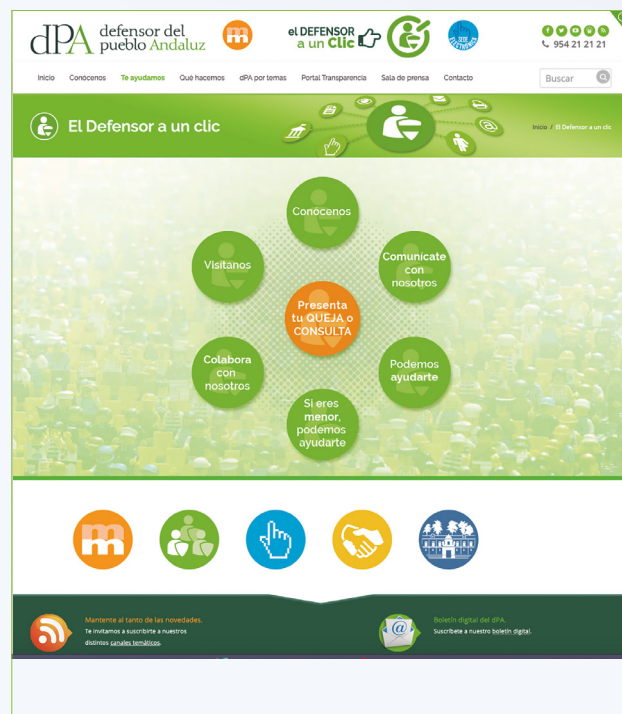 dPA defensor del
pueblo Andaluz
m
el DEFENSOR
a un Clic
SEDE
ELECTRÓNICA
954 21 21 21
Inicio Conócenos Te ayudamos Qué hacemos dPA por temas Portal Transparencia Sala de prensa Contacto
Buscar
El Defensor a un clic
Inicio / El Defensor a un clic
Conócenos
Visítanos
Comunícate
con
nosotros
Presenta
tu QUEJA o
CONSULTA
Colabora
con
nosotros
Podemos
ayudarte
Si eres
menor,
podemos
ayudarte
m
Mantente al tanto de las novedades.
Te invitamos a suscribirte a nuestros
distintos canales temáticos.
Boletín digital del dPA.
Suscríbete a nuestro boletín digital.